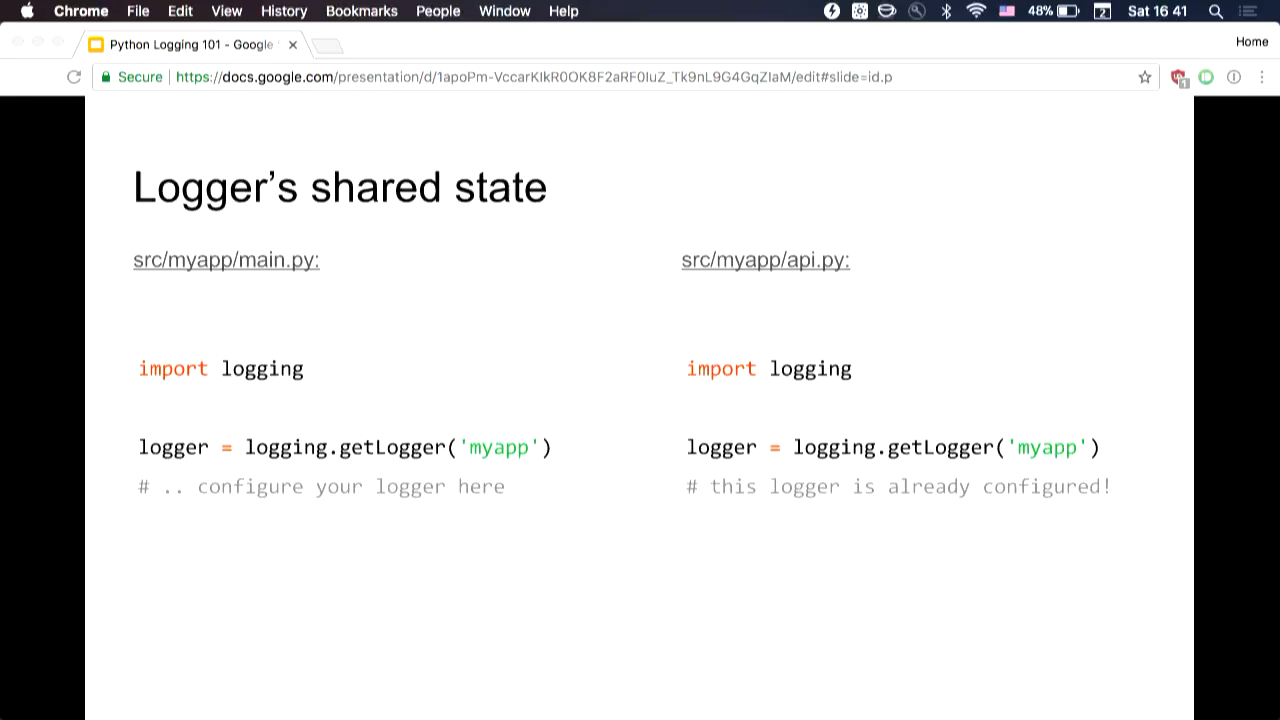 Chrome File Edit View History Bookmarks People Window Help 48% 2 Sat 16 41
Python Logging 101 - Google
Home
Secure https://docs.google.com/presentation/d/1apoPm-VccarKIkR0OK8F2aRF0IuZ_Tk9nL9G4GqZIaM/edit#slide=id.p
1
Logger’s shared state
src/myapp/main.py:
import logging
logger = logging.getLogger('myapp')
# .. configure your logger here
src/myapp/api.py:
import logging
logger = logging.getLogger('myapp')
# this logger is already configured!